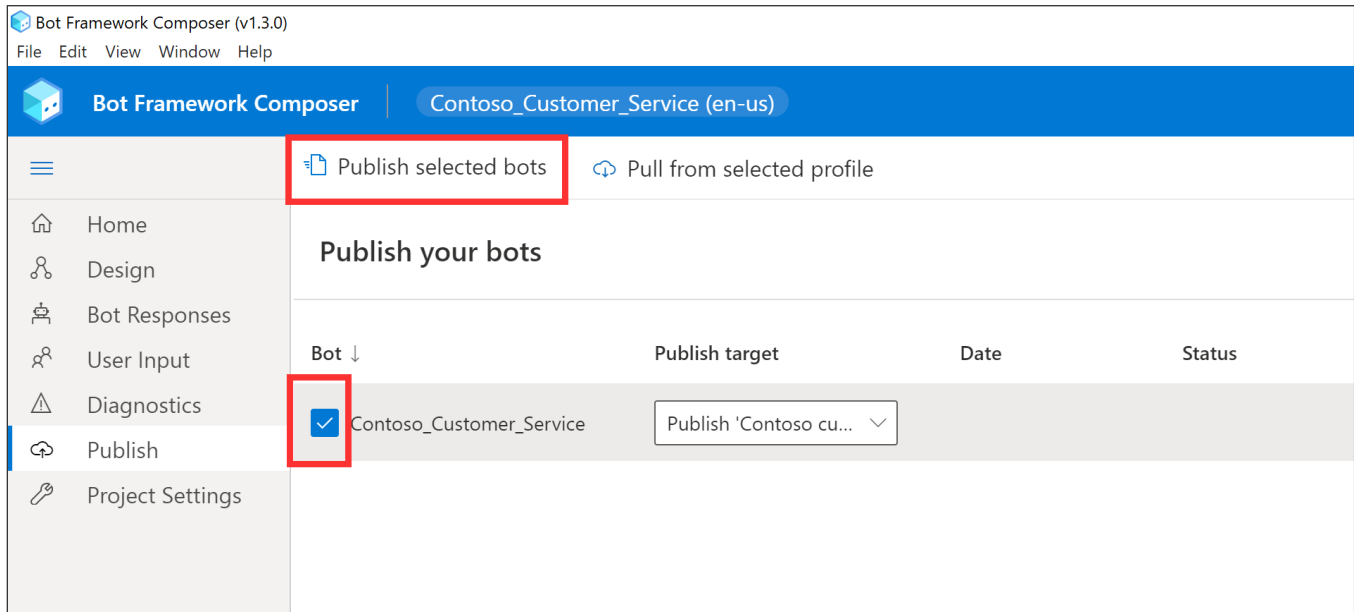 Bot Framework Composer (v1.3.0)
File Edit View Window Help
Bot Framework Composer Contoso_Customer_Service (en-us)
Publish selected bots Pull from selected profile
Home
Design
Bot Responses
User Input
Diagnostics
Publish
Project Settings
Publish your bots
Bot ↓ Publish target Date Status
Contoso_Customer_Service Publish 'Contoso cu...